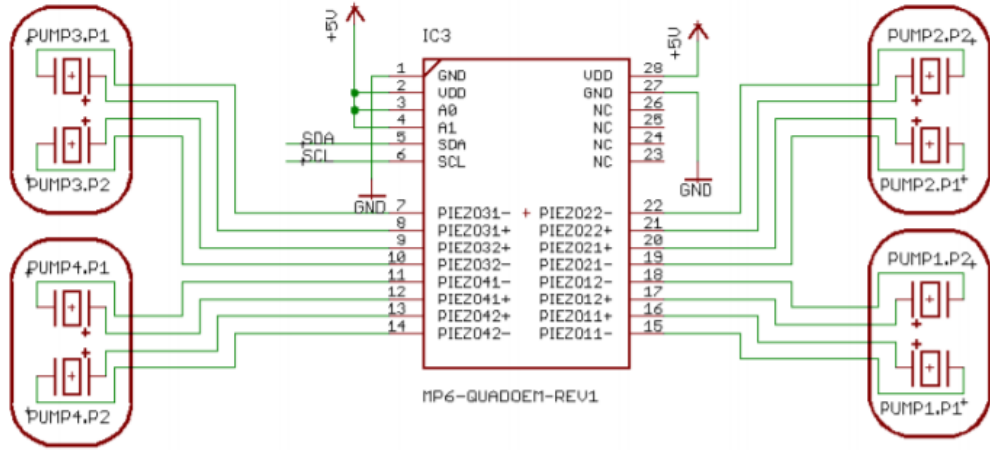 PUMP3.P1
PUMP3.P2
PUMP4.P1
PUMP4.P2
+5V
SDA
SCL
GND
IC3
1 GND
2 VDD
3 A0
4 A1
5 SDA
6 SCL
7 PIEZO31-
8 PIEZO31+
9 PIEZO32+
10 PIEZO32-
11 PIEZO41-
12 PIEZO41+
13 PIEZO42+
14 PIEZO42-
VDD 28
GND 27
NC 26
NC 25
NC 24
NC 23
PIEZO22- 22
PIEZO22+ 21
PIEZO21+ 20
PIEZO21- 19
PIEZO12- 18
PIEZO12+ 17
PIEZO11+ 16
PIEZO11- 15
MP6-QUADOEM-REV1
+5V
GND
PUMP2.P2
PUMP2.P1
PUMP1.P2
PUMP1.P1